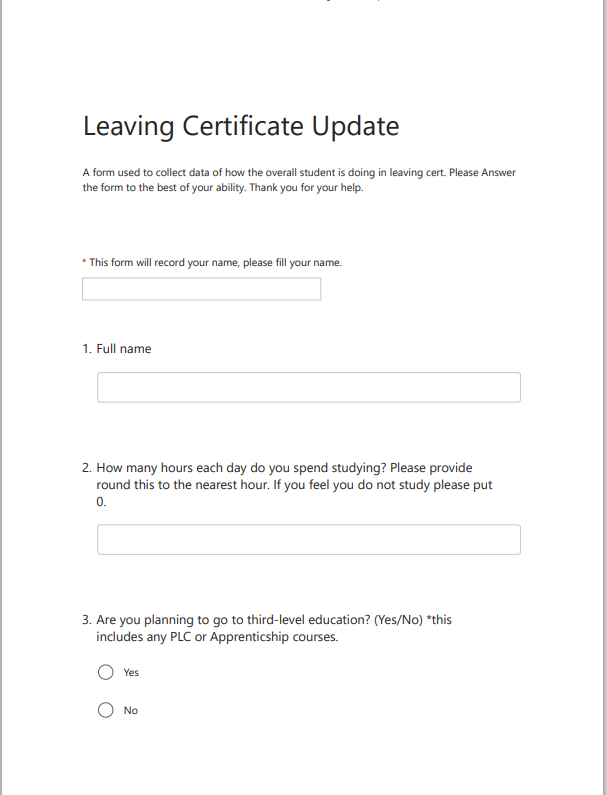 Leaving Certificate Update
A form used to collect data of how the overall student is doing in leaving cert. Please Answer
the form to the best of your ability. Thank you for your help.
* This form will record your name, please fill your name.
1. Full name
2. How many hours each day do you spend studying? Please provide
round this to the nearest hour. If you feel you do not study please put
0.
3. Are you planning to go to third-level education? (Yes/No) *this
includes any PLC or Apprenticship courses.
Yes
No